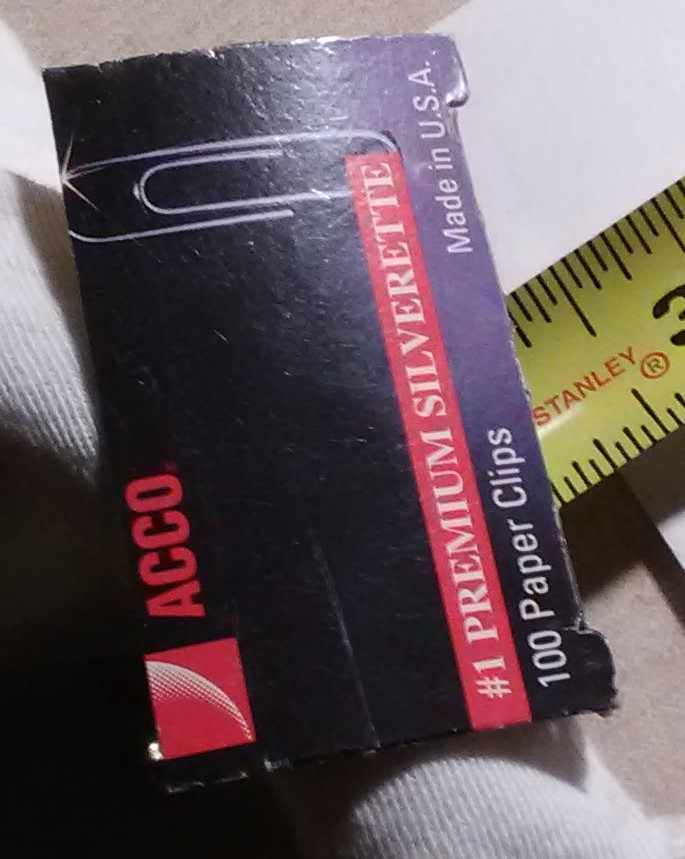 ACCO
#1 PREMIUM SILVERETTE
100 Paper Clips
Made in U.S.A.
STANLEY®
3